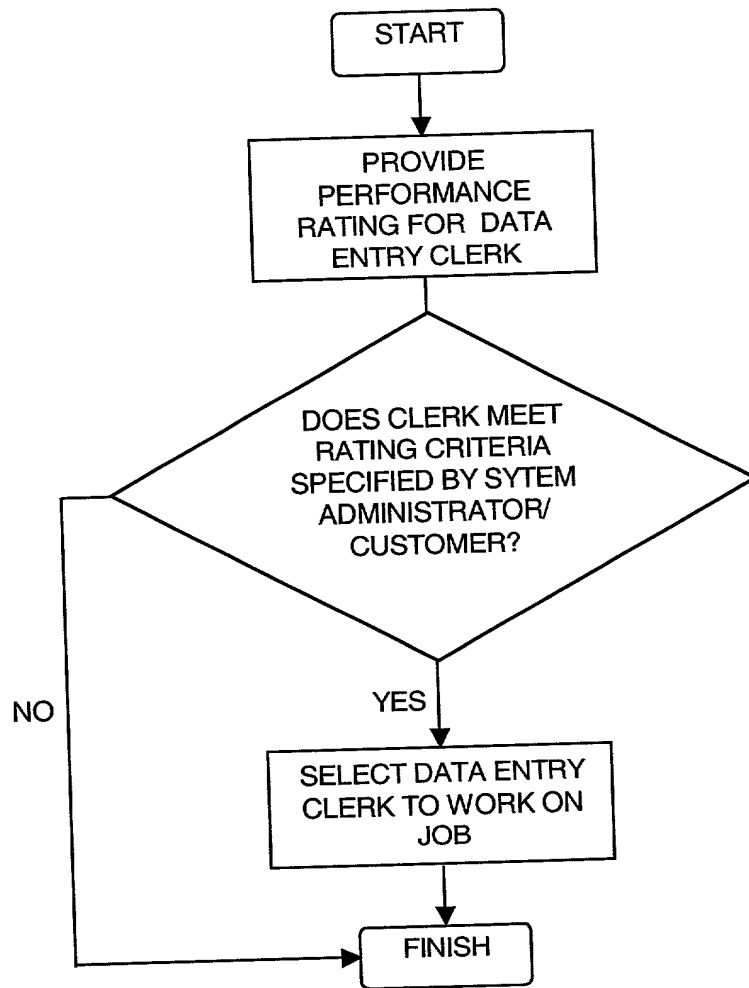 START
PROVIDE
PERFORMANCE
RATING FOR DATA
ENTRY CLERK
DOES CLERK MEET
RATING CRITERIA
SPECIFIED BY SYTEM
ADMINISTRATOR/
CUSTOMER?
NO
YES
SELECT DATA ENTRY
CLERK TO WORK ON
JOB
FINISH